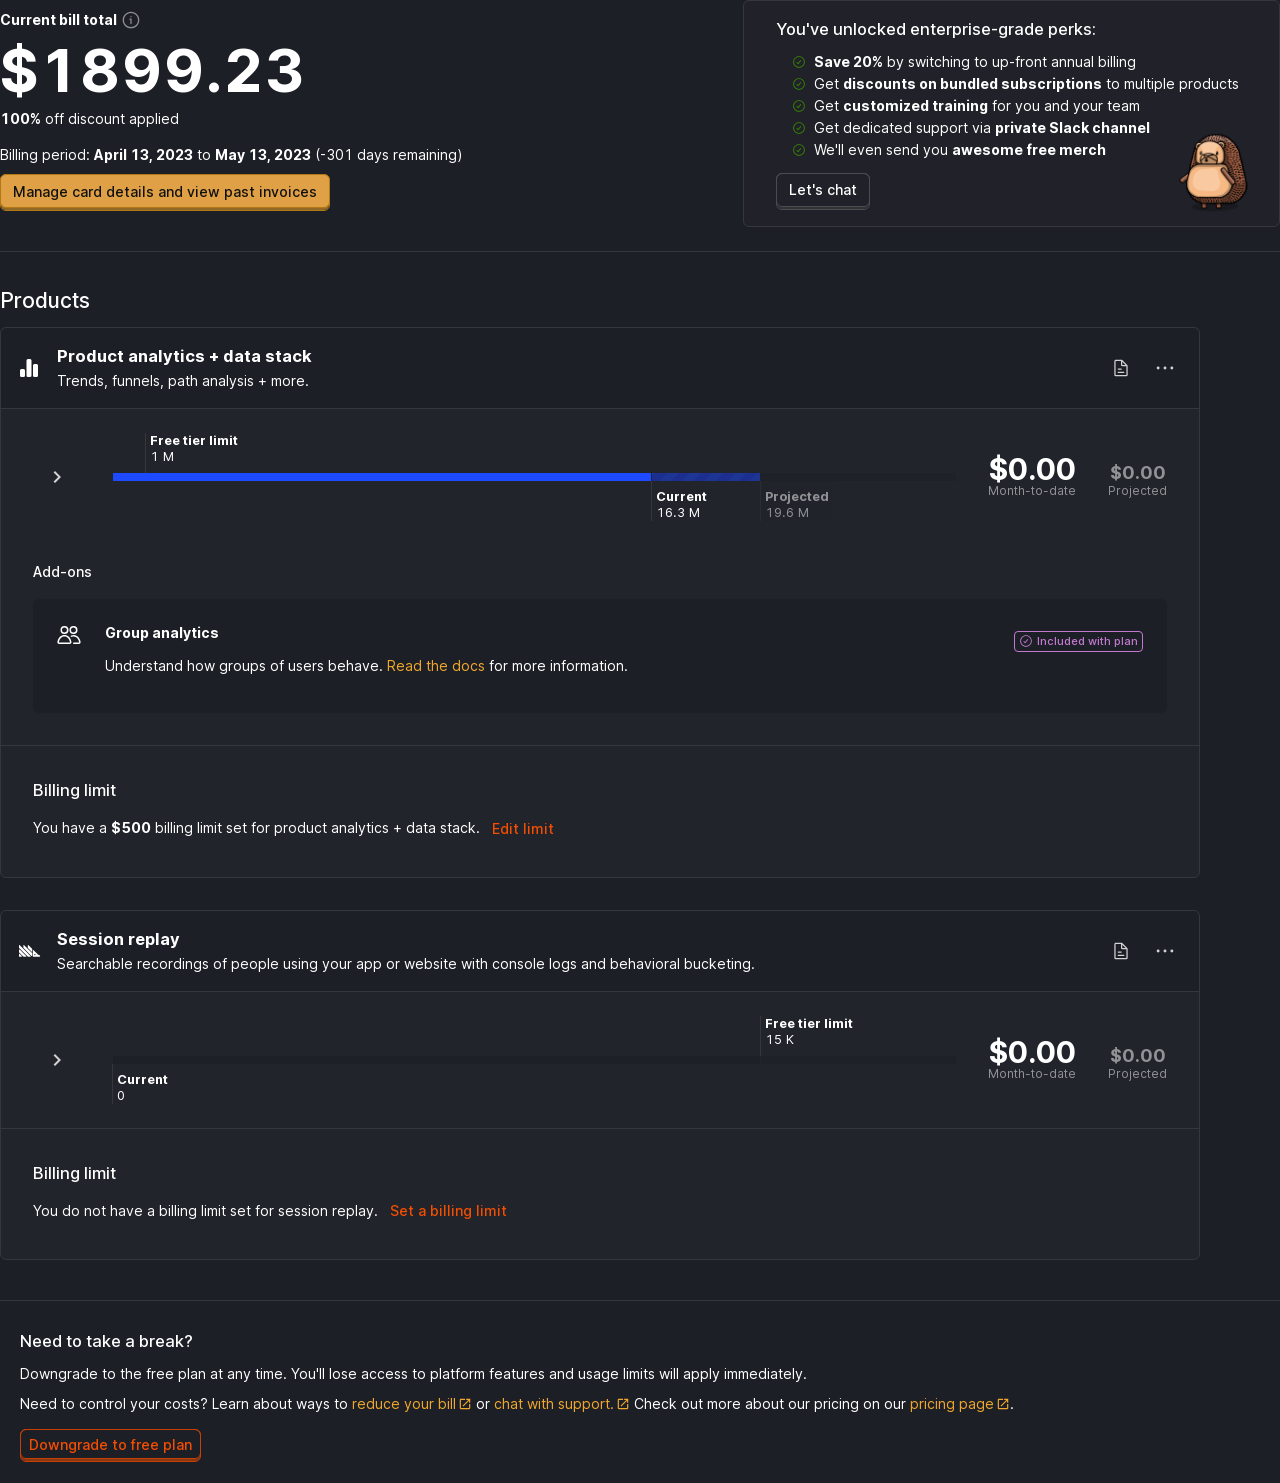 Current bill total
$1899.23
100% off discount applied
Billing period: April 13, 2023 to May 13, 2023 (-301 days remaining)
Manage card details and view past invoices
You've unlocked enterprise-grade perks:
Save 20% by switching to up-front annual billing
Get discounts on bundled subscriptions to multiple products
Get customized training for you and your team
Get dedicated support via private Slack channel
We'll even send you awesome free merch
Let's chat
Products
Product analytics + data stack
Trends, funnels, path analysis + more.
Free tier limit
1 M
Current
16.3 M
Projected
19.6 M
$0.00
Month-to-date
$0.00
Projected
Add-ons
Group analytics
Included with plan
Understand how groups of users behave. Read the docs for more information.
Billing limit
You have a $500 billing limit set for product analytics + data stack. Edit limit
Session replay
Searchable recordings of people using your app or website with console logs and behavioral bucketing.
Free tier limit
15 K
Current
0
$0.00
Month-to-date
$0.00
Projected
Billing limit
You do not have a billing limit set for session replay. Set a billing limit
Need to take a break?
Downgrade to the free plan at any time. You'll lose access to platform features and usage limits will apply immediately.
Need to control your costs? Learn about ways to reduce your bill or chat with support. Check out more about our pricing on our pricing page.
Downgrade to free plan